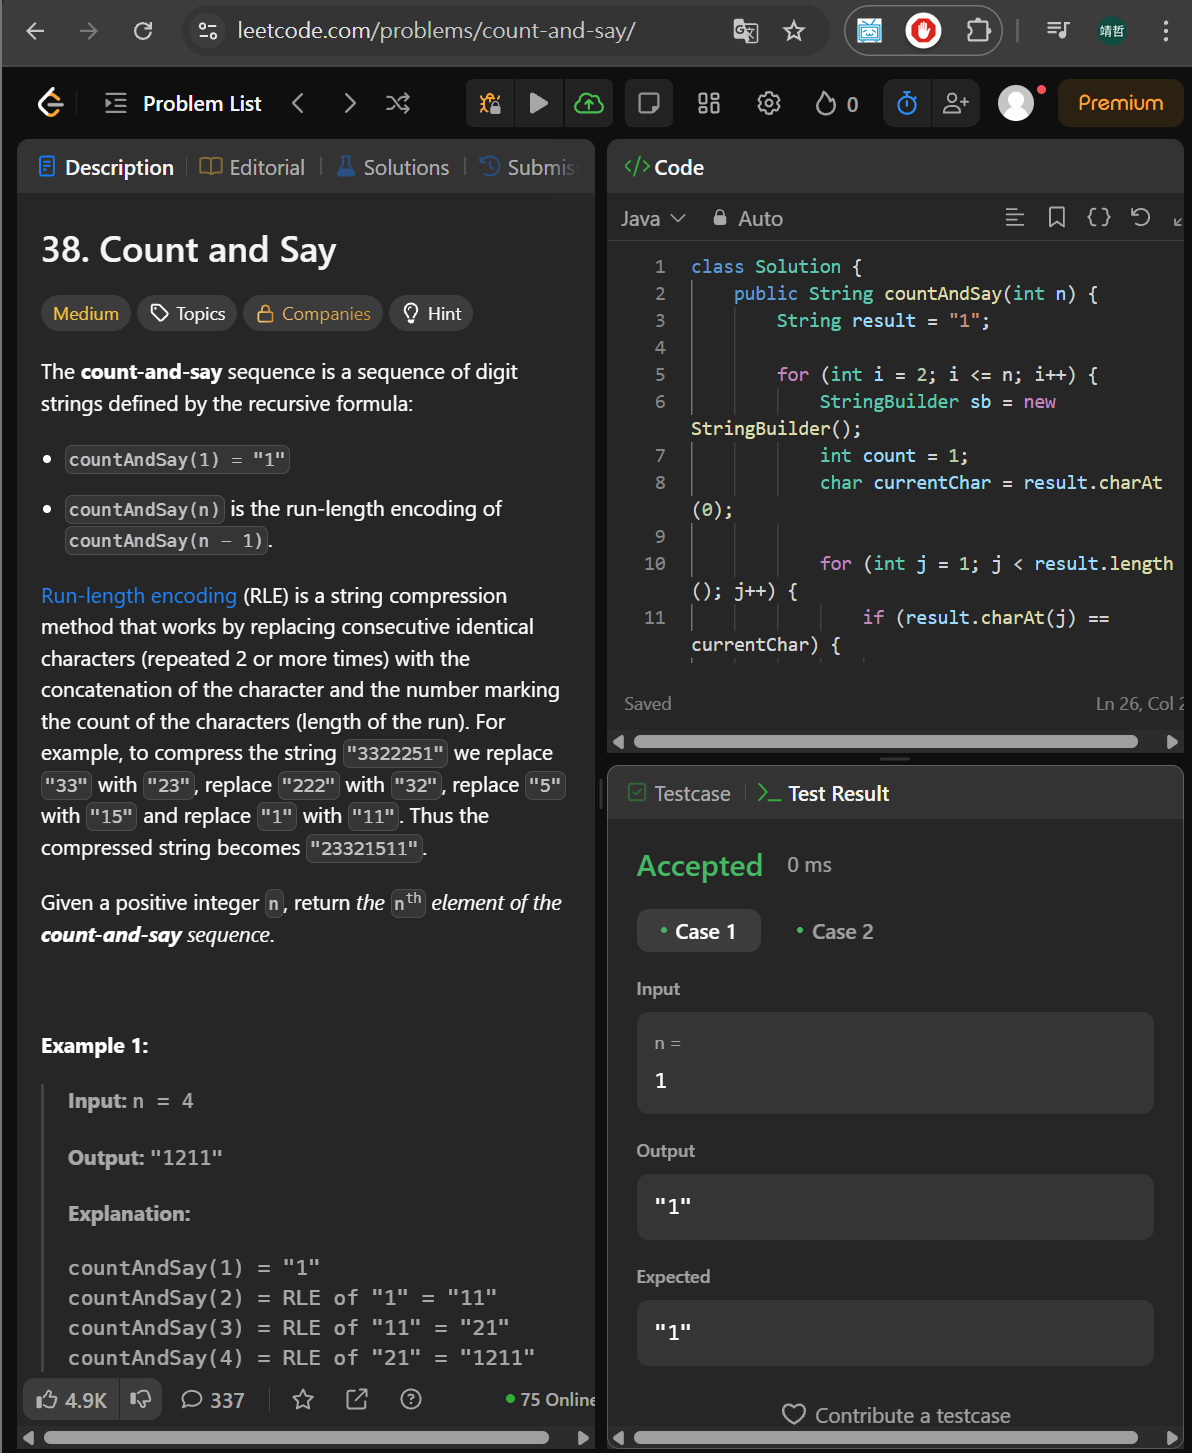 leetcode.com/problems/count-and-say/
靖哲
Problem List
0
Premium
Description
Editorial
Solutions
Submis
38. Count and Say
Medium
Topics
Companies
Hint
The count-and-say sequence is a sequence of digit
strings defined by the recursive formula:
countAndSay(1) = "1"
countAndSay(n) is the run-length encoding of
countAndSay(n - 1).
Run-length encoding (RLE) is a string compression
method that works by replacing consecutive identical
characters (repeated 2 or more times) with the
concatenation of the character and the number marking
the count of the characters (length of the run). For
example, to compress the string "3322251" we replace
"33" with "23", replace "222" with "32", replace "5"
with "15" and replace "1" with "11". Thus the
compressed string becomes "23321511".
Given a positive integer n, return the nth element of the
count-and-say sequence.
Example 1:
Input: n = 4
Output: "1211"
Explanation:
countAndSay(1) = "1"
countAndSay(2) = RLE of "1" = "11"
countAndSay(3) = RLE of "11" = "21"
countAndSay(4) = RLE of "21" = "1211"
4.9K
337
75 Online
</> Code
Java
Auto
1 class Solution {
2 public String countAndSay(int n) {
3 String result = "1";
4
5 for (int i = 2; i <= n; i++) {
6 StringBuilder sb = new
StringBuilder();
7 int count = 1;
8 char currentChar = result.charAt
(0);
9
10 for (int j = 1; j < result.length
(); j++) {
11 if (result.charAt(j) ==
currentChar) {
Saved
Ln 26, Col 2
Testcase
Test Result
Accepted
0 ms
Case 1
Case 2
Input
n =
1
Output
"1"
Expected
"1"
Contribute a testcase